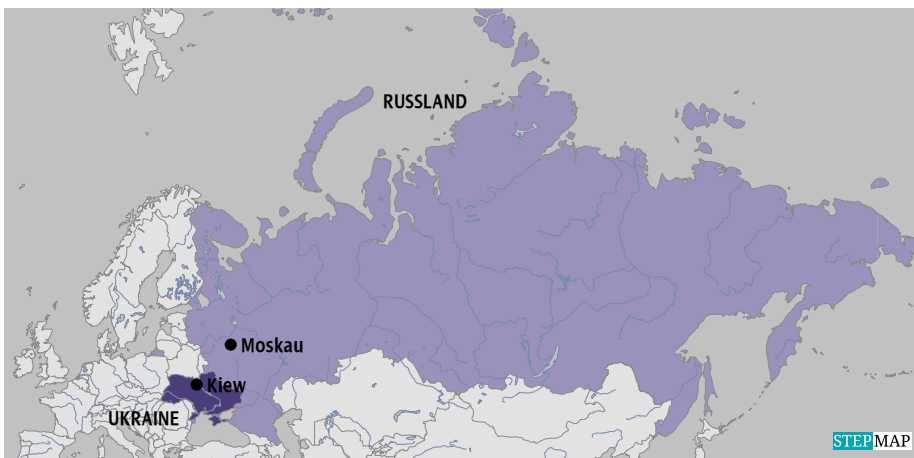 RUSSLAND
Moskau
Kiew
UKRAINE
STEPMAP